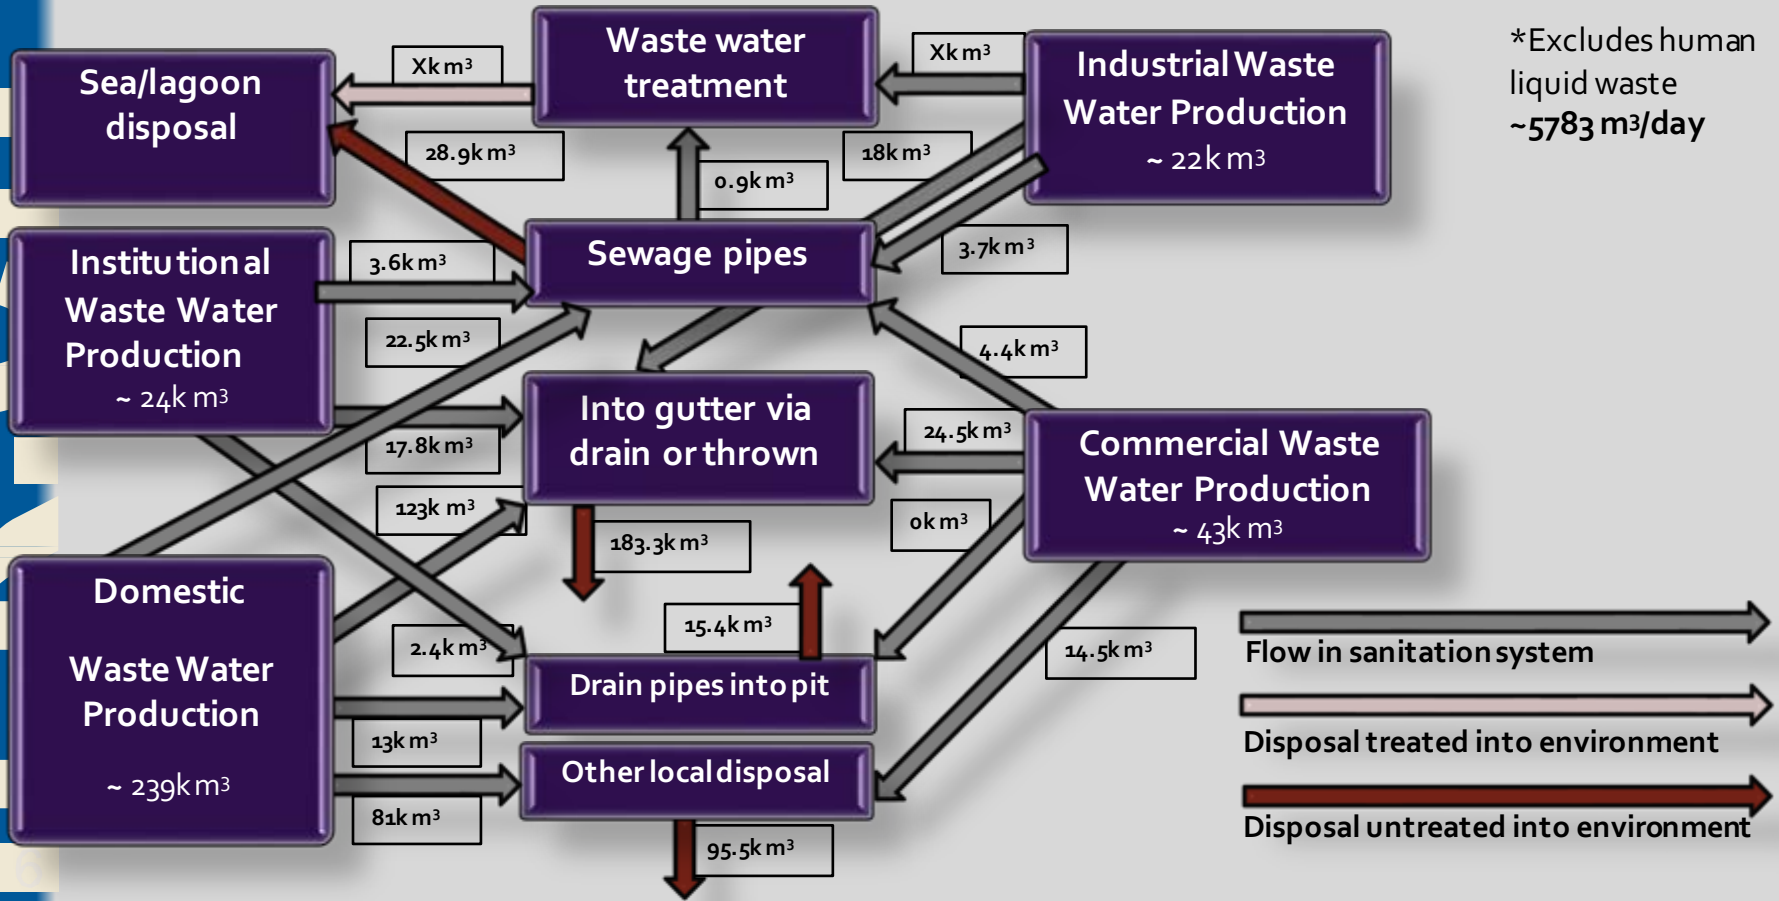 Sea/lagoon
disposal
Xk m³
Waste water
treatment
Xk m³
Industrial Waste
Water Production
~ 22k m³
*Excludes human
liquid waste
~5783 m³/day
28.9k m³
0.9k m³
18k m³
Sewage pipes
3.7k m³
Institutional
Waste Water
Production
~ 24k m³
3.6k m³
22.5k m³
17.8k m³
4.4k m³
Into gutter via
drain or thrown
24.5k m³
Commercial Waste
Water Production
~ 43k m³
123k m³
183.3k m³
0k m³
Domestic
Waste Water
Production
~ 239k m³
2.4k m³
15.4k m³
14.5k m³
Drain pipes into pit
13k m³
Other local disposal
81k m³
95.5k m³
Flow in sanitation system
Disposal treated into environment
Disposal untreated into environment
6